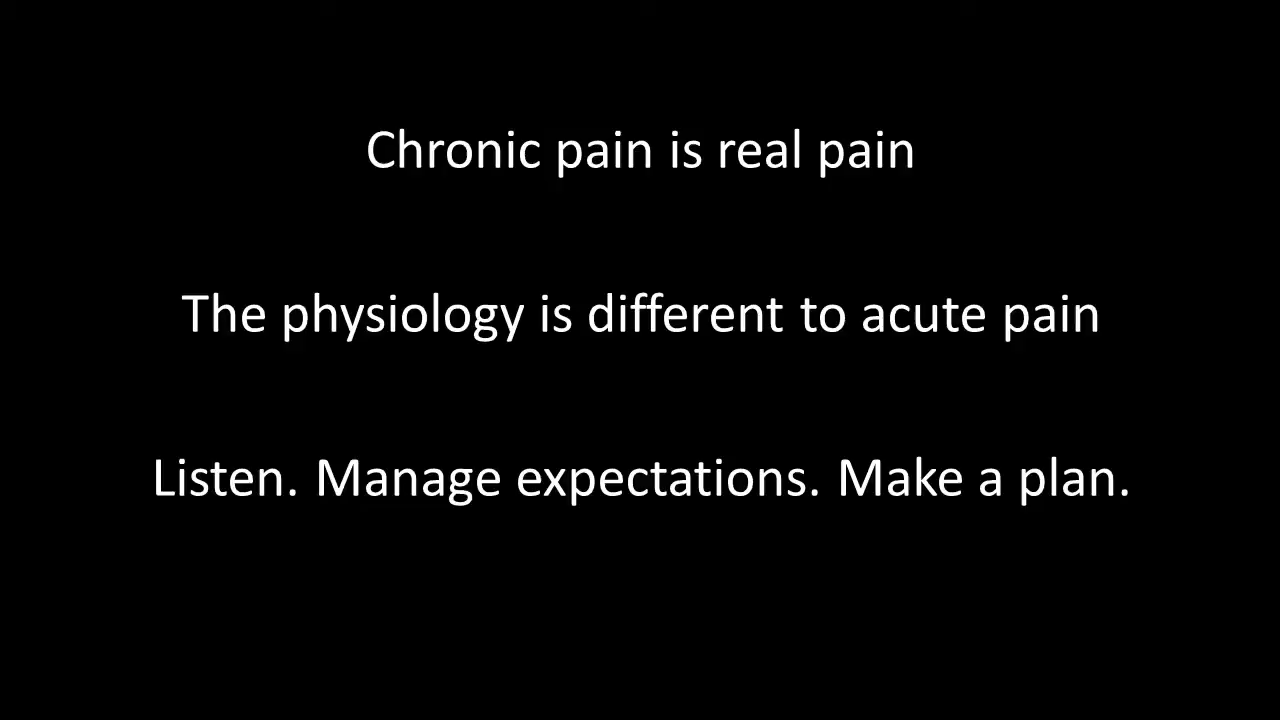 Chronic pain is real pain
The physiology is different to acute pain
Listen. Manage expectations. Make a plan.